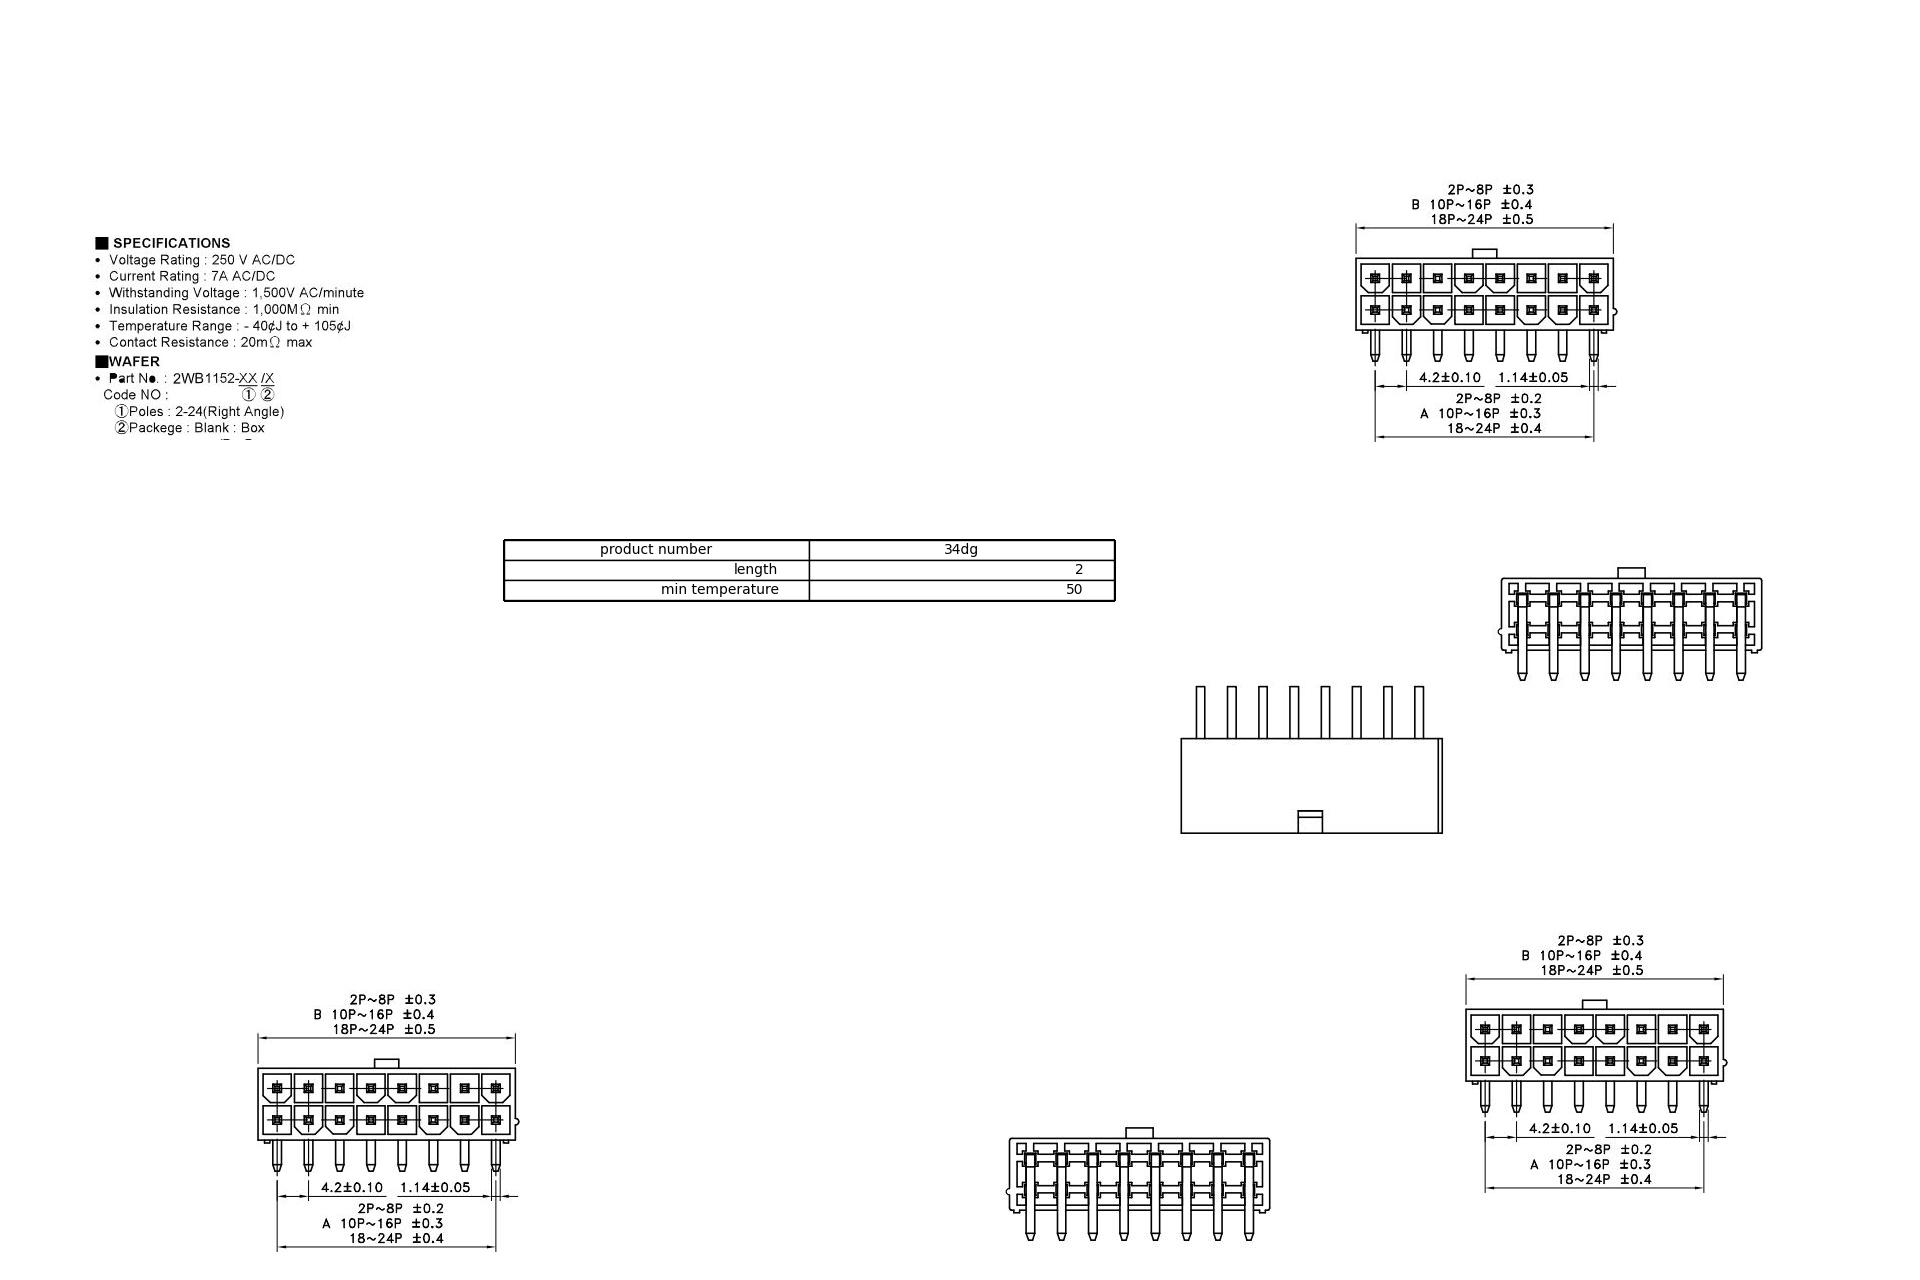 2P~8P ±0.3
B 10P~16P ±0.4
18P~24P ±0.5
■ SPECIFICATIONS
• Voltage Rating : 250 V AC/DC
• Current Rating : 7A AC/DC
• Withstanding Voltage : 1,500V AC/minute
• Insulation Resistance : 1,000MΩ min
• Temperature Range : - 40¢J to + 105¢J
• Contact Resistance : 20mΩ max
■WAFER
• Part No. : 2WB1152-XX /X
Code NO : ① ②
①Poles : 2-24(Right Angle)
②Packege : Blank : Box
4.2±0.10 1.14±0.05
2P~8P ±0.2
A 10P~16P ±0.3
18~24P ±0.4
product number 34dg
length 2
min temperature 50
2P~8P ±0.3
B 10P~16P ±0.4
18P~24P ±0.5
4.2±0.10 1.14±0.05
2P~8P ±0.2
A 10P~16P ±0.3
18~24P ±0.4
2P~8P ±0.3
B 10P~16P ±0.4
18P~24P ±0.5
4.2±0.10 1.14±0.05
2P~8P ±0.2
A 10P~16P ±0.3
18~24P ±0.4